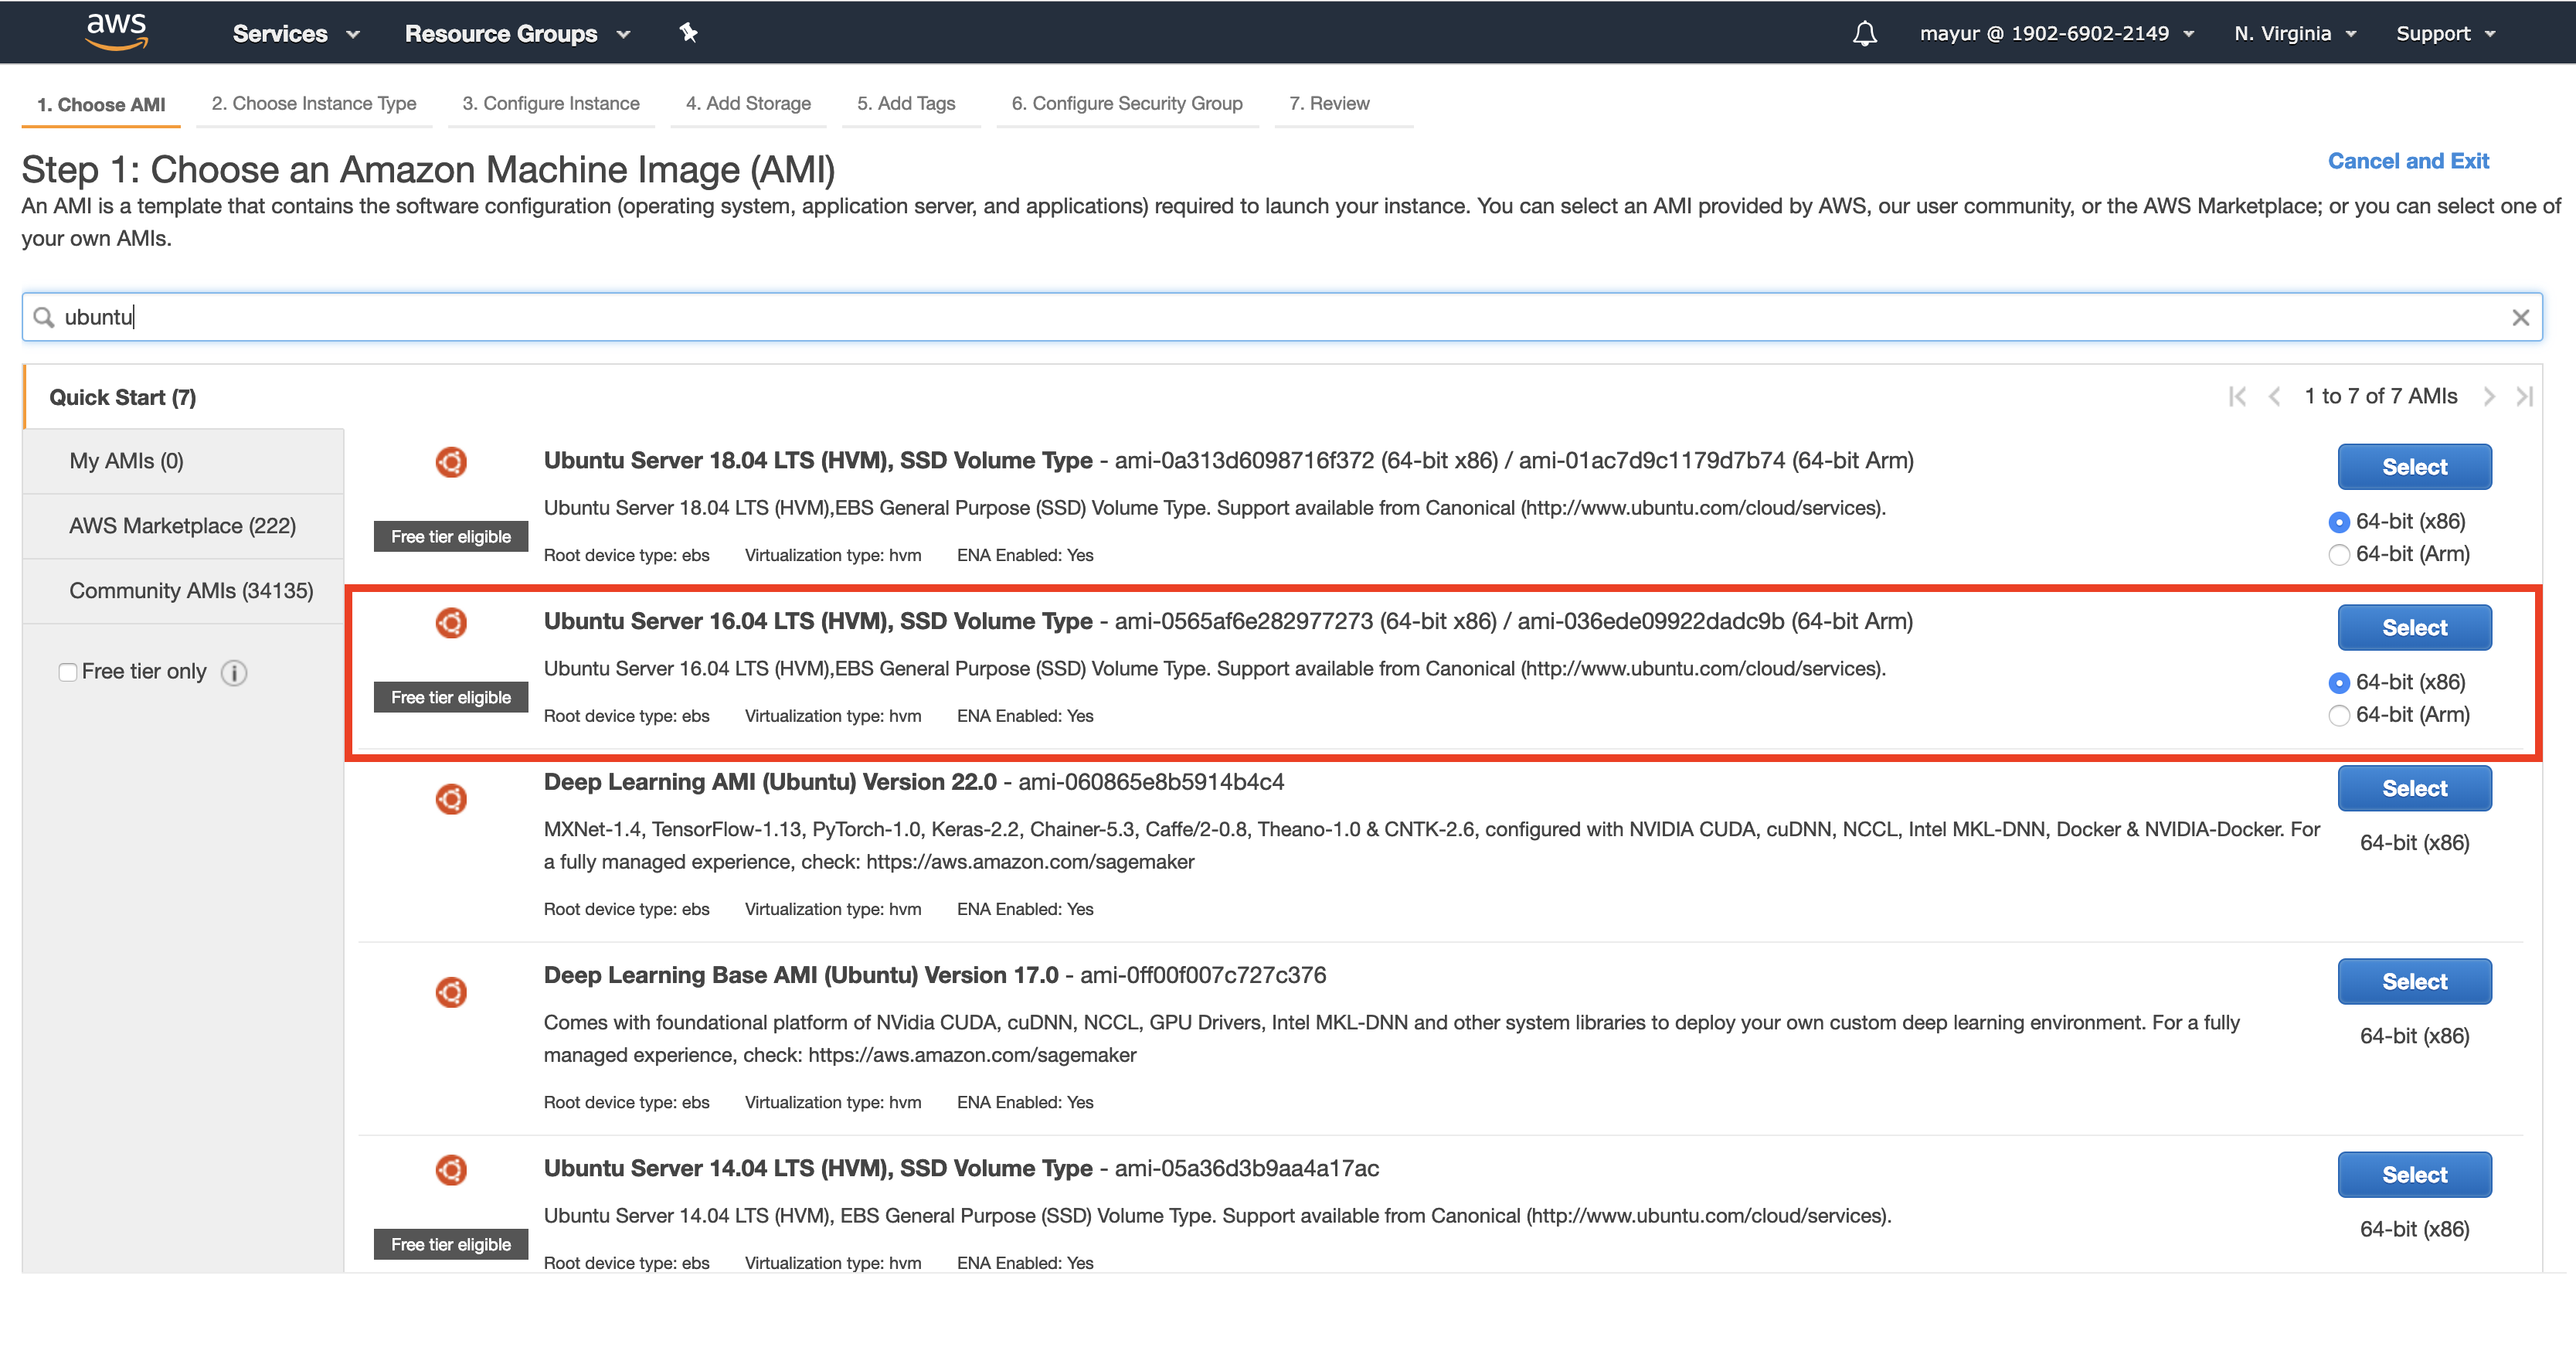 aws Services Resource Groups mayur @ 1902-6902-2149 N. Virginia Support
1. Choose AMI 2. Choose Instance Type 3. Configure Instance 4. Add Storage 5. Add Tags 6. Configure Security Group 7. Review
Step 1: Choose an Amazon Machine Image (AMI)
Cancel and Exit
An AMI is a template that contains the software configuration (operating system, application server, and applications) required to launch your instance. You can select an AMI provided by AWS, our user community, or the AWS Marketplace; or you can select one of
your own AMIs.
ubuntu
Quick Start (7)
1 to 7 of 7 AMIs
My AMIs (0)
AWS Marketplace (222)
Community AMIs (34135)
Free tier only
Ubuntu Server 18.04 LTS (HVM), SSD Volume Type - ami-0a313d6098716f372 (64-bit x86) / ami-01ac7d9c1179d7b74 (64-bit Arm)
Ubuntu Server 18.04 LTS (HVM),EBS General Purpose (SSD) Volume Type. Support available from Canonical (http://www.ubuntu.com/cloud/services).
Free tier eligible
Root device type: ebs Virtualization type: hvm ENA Enabled: Yes
Select
64-bit (x86)
64-bit (Arm)
Ubuntu Server 16.04 LTS (HVM), SSD Volume Type - ami-0565af6e282977273 (64-bit x86) / ami-036ede09922dadc9b (64-bit Arm)
Ubuntu Server 16.04 LTS (HVM),EBS General Purpose (SSD) Volume Type. Support available from Canonical (http://www.ubuntu.com/cloud/services).
Free tier eligible
Root device type: ebs Virtualization type: hvm ENA Enabled: Yes
Select
64-bit (x86)
64-bit (Arm)
Deep Learning AMI (Ubuntu) Version 22.0 - ami-060865e8b5914b4c4
MXNet-1.4, TensorFlow-1.13, PyTorch-1.0, Keras-2.2, Chainer-5.3, Caffe/2-0.8, Theano-1.0 & CNTK-2.6, configured with NVIDIA CUDA, cuDNN, NCCL, Intel MKL-DNN, Docker & NVIDIA-Docker. For
a fully managed experience, check: https://aws.amazon.com/sagemaker
Root device type: ebs Virtualization type: hvm ENA Enabled: Yes
Select
64-bit (x86)
Deep Learning Base AMI (Ubuntu) Version 17.0 - ami-0ff00f007c727c376
Comes with foundational platform of NVidia CUDA, cuDNN, NCCL, GPU Drivers, Intel MKL-DNN and other system libraries to deploy your own custom deep learning environment. For a fully
managed experience, check: https://aws.amazon.com/sagemaker
Root device type: ebs Virtualization type: hvm ENA Enabled: Yes
Select
64-bit (x86)
Ubuntu Server 14.04 LTS (HVM), SSD Volume Type - ami-05a36d3b9aa4a17ac
Ubuntu Server 14.04 LTS (HVM), EBS General Purpose (SSD) Volume Type. Support available from Canonical (http://www.ubuntu.com/cloud/services).
Free tier eligible
Root device type: ebs Virtualization type: hvm ENA Enabled: Yes
Select
64-bit (x86)